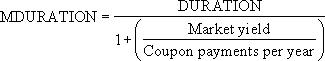 MDURATION = DURATION
1 + ( Market yield
Coupon payments per year )